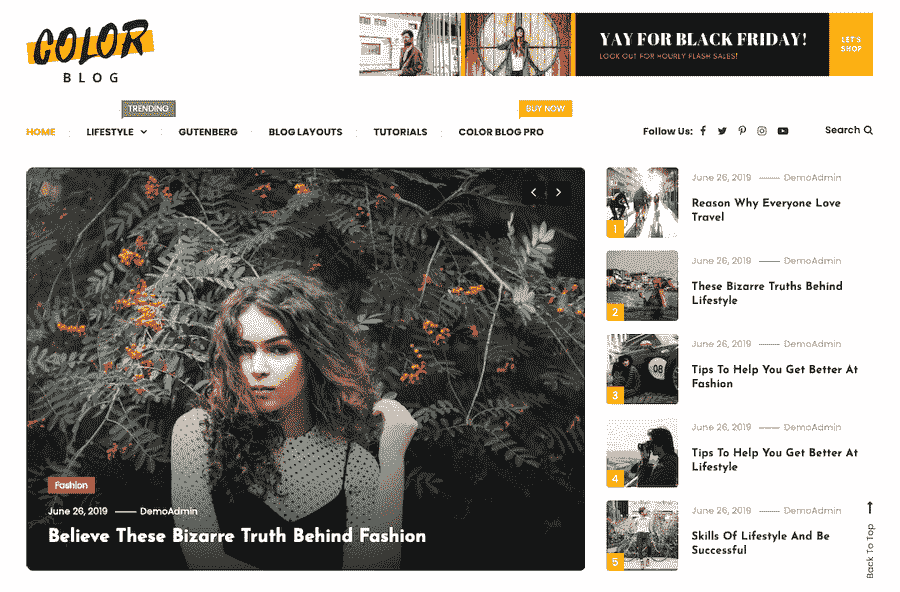 COLOR
BLOG
YAY FOR BLACK FRIDAY!
LOOK OUT FOR HOURLY FLASH SALES!
LET'S
SHOP
TRENDING
BUY NOW
HOME
LIFESTYLE
GUTENBERG
BLOG LAYOUTS
TUTORIALS
COLOR BLOG PRO
Follow Us:
Search
Fashion
June 26, 2019 —— DemoAdmin
Believe These Bizarre Truth Behind Fashion
1
June 26, 2019 —— DemoAdmin
Reason Why Everyone Love
Travel
2
June 26, 2019 —— DemoAdmin
These Bizarre Truths Behind
Lifestyle
08
3
June 26, 2019 —— DemoAdmin
Tips To Help You Get Better At
Fashion
4
June 26, 2019 —— DemoAdmin
Tips To Help You Get Better At
Lifestyle
5
June 26, 2019 —— DemoAdmin
Skills Of Lifestyle And Be
Successful
Back To Top